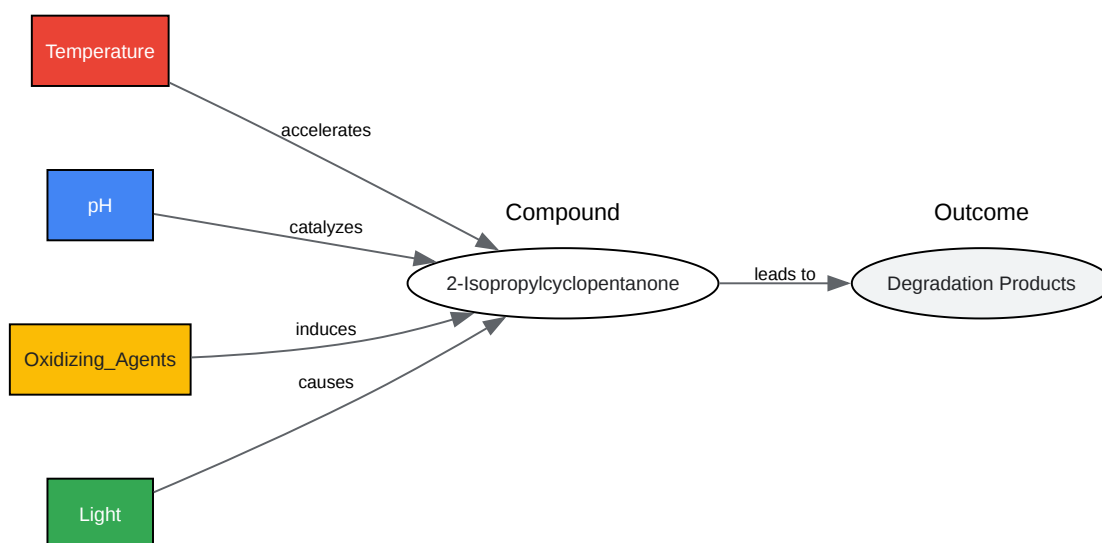 Temperature
accelerates
pH
catalyzes
Compound
Outcome
2-Isopropylcyclopentanone
leads to
Degradation Products
induces
Oxidizing_Agents
causes
Light